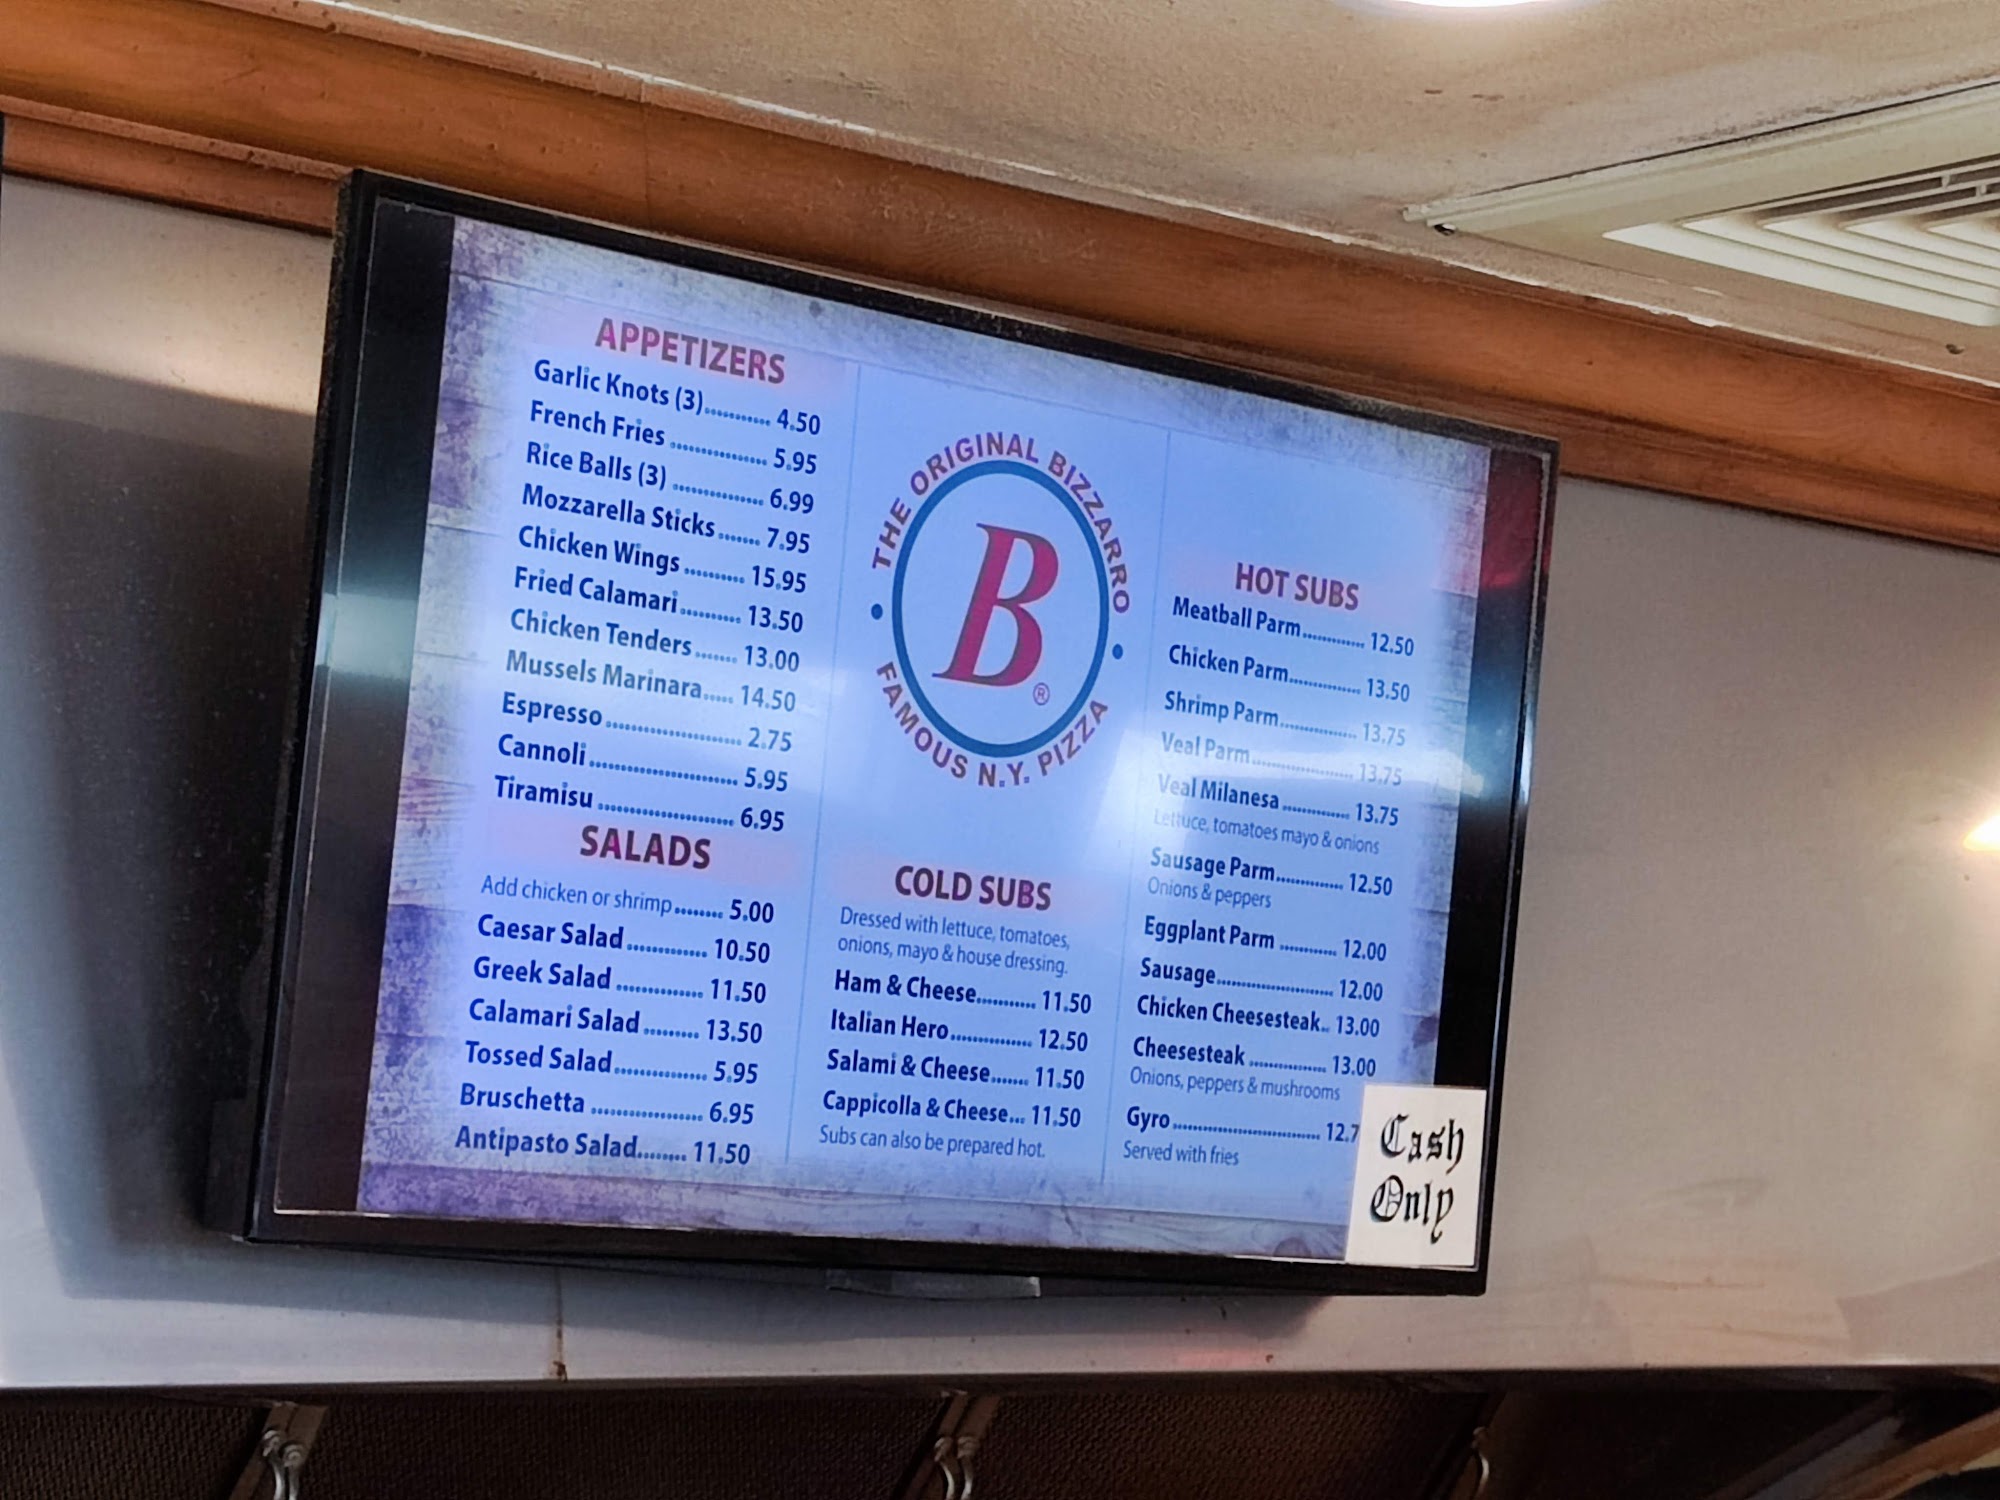 APPETIZERS
Garlic Knots (3)........... 4.50
French Fries ................ 5.95
Rice Balls (3) ............... 6.99
Mozzarella Sticks ....... 7.95
Chicken Wings .......... 15.95
Fried Calamari .......... 13.50
Chicken Tenders ....... 13.00
Mussels Marinara..... 14.50
Espresso ...................... 2.75
Cannoli ........................ 5.95
Tiramisu ...................... 6.95
SALADS
Add chicken or shrimp ........ 5.00
Caesar Salad ............. 10.50
Greek Salad .............. 11.50
Calamari Salad ......... 13.50
Tossed Salad ............... 5.95
Bruschetta .................. 6.95
Antipasto Salad........ 11.50
THE ORIGINAL BIZZARRO
B
®
FAMOUS N.Y. PIZZA
COLD SUBS
Dressed with lettuce, tomatoes,
onions, mayo & house dressing.
Ham & Cheese........... 11.50
Italian Hero ............... 12.50
Salami & Cheese....... 11.50
Cappicolla & Cheese... 11.50
Subs can also be prepared hot.
HOT SUBS
Meatball Parm............. 12.50
Chicken Parm............... 13.50
Shrimp Parm................ 13.75
Veal Parm..................... 13.75
Veal Milanesa .............. 13.75
Lettuce, tomatoes mayo & onions
Sausage Parm.............. 12.50
Onions & peppers
Eggplant Parm ............ 12.00
Sausage........................ 12.00
Chicken Cheesesteak.. 13.00
Cheesesteak ................ 13.00
Onions, peppers & mushrooms
Gyro ............................... 12.7
Served with fries
Cash
Only